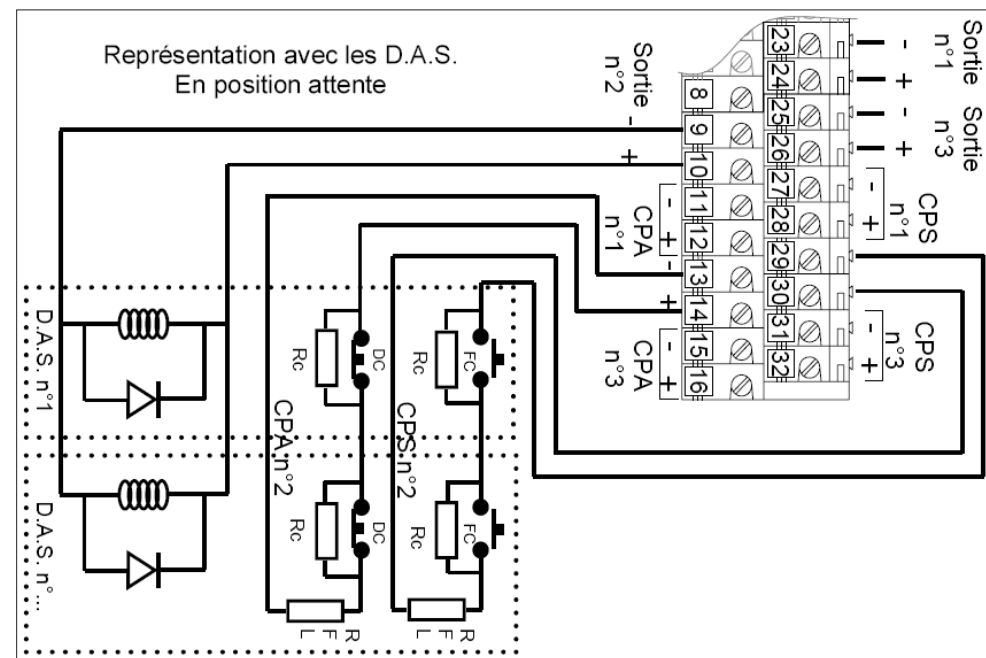 Représentation avec les D.A.S.
En position attente
Sortie
n°2
-
+
8
9
10
11
12
13
14
15
16
-
+
CPA
n°1
-
+
-
+
CPA
n°3
23
24
25
26
27
28
29
30
31
32
-
+
Sortie
n°1
-
+
Sortie
n°3
-
+
CPS
n°1
-
+
CPS
n°3
D.A.S. n°1
Rc
DC
Rc
FC
CPA n°2
CPS n°2
D.A.S. n°...
Rc
DC
Rc
FC
R
F
L
R
F
L